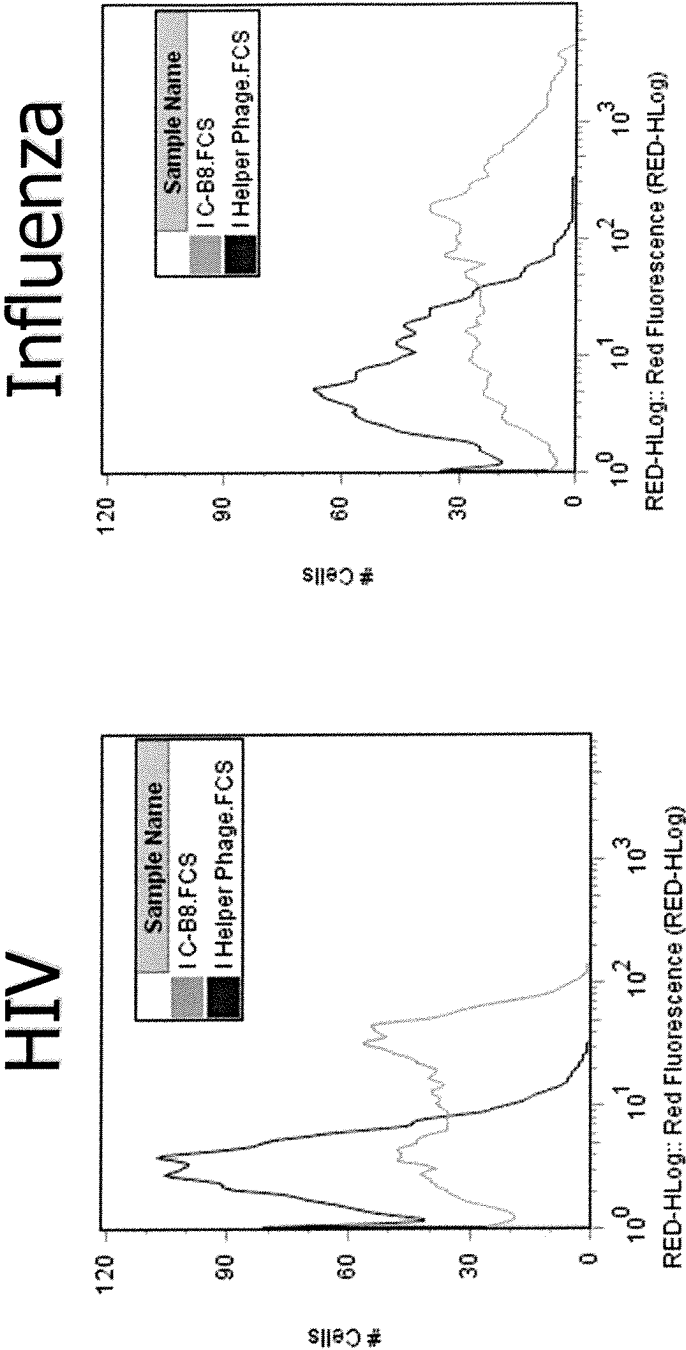 HIV
120
90
60
30
0
# Cells
Sample Name
I C-B8.FCS
I Helper Phage.FCS
10^0
10^1
10^2
10^3
RED-HLog:: Red Fluorescence (RED-HLog)
Influenza
120
90
60
30
0
# Cells
Sample Name
I C-B8.FCS
I Helper Phage.FCS
10^0
10^1
10^2
10^3
RED-HLog:: Red Fluorescence (RED-HLog)